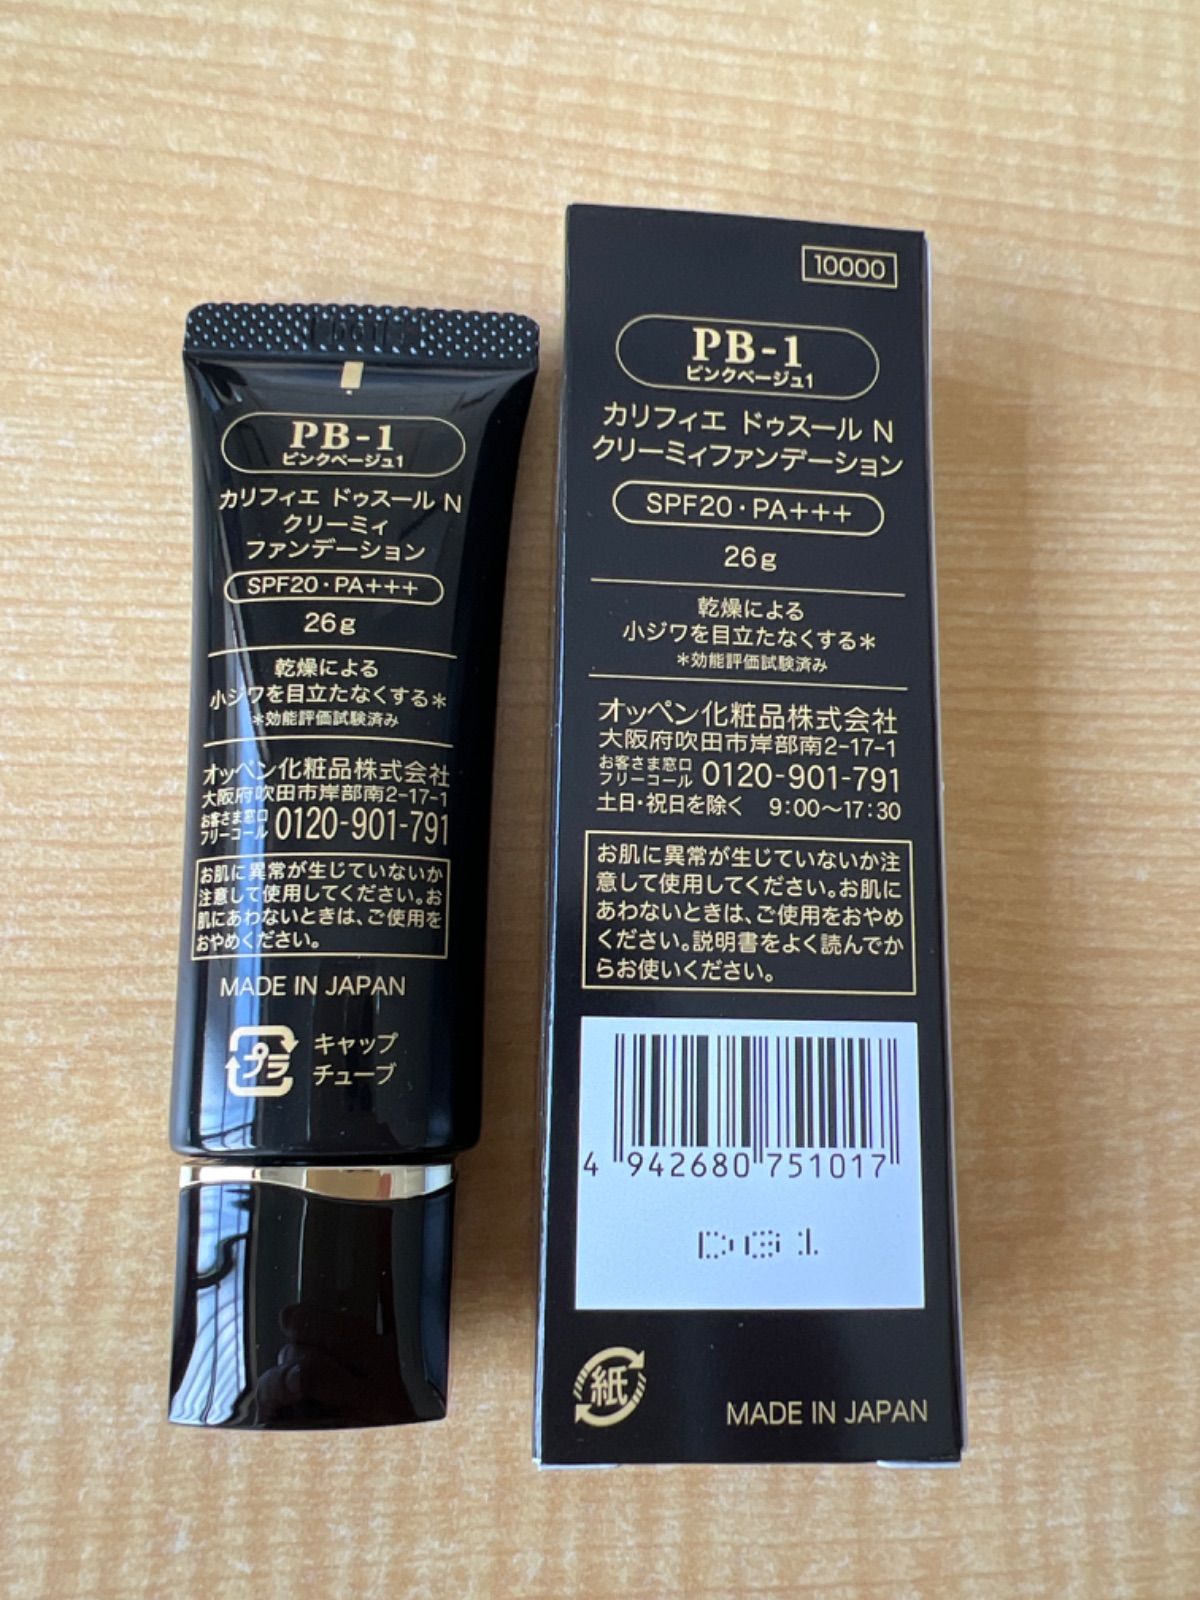 PB-1
ピンクベージュ1
カリフィエ ドゥスール N
クリーミィ
ファンデーション
SPF20・PA+++
26g
乾燥による
小ジワを目立たなくする*
*効能評価試験済み
オッペン化粧品株式会社
大阪府吹田市岸部南2-17-1
お客さま窓口
フリーコール 0120-901-791
お肌に異常が生じていないか
注意して使用してください。お
肌にあわないときは、ご使用を
おやめください。
MADE IN JAPAN
プラ
キャップ
チューブ
10000
PB-1
ピンクベージュ1
カリフィエ ドゥスール N
クリーミィファンデーション
SPF20・PA+++
26g
乾燥による
小ジワを目立たなくする*
*効能評価試験済み
オッペン化粧品株式会社
大阪府吹田市岸部南2-17-1
お客さま窓口
フリーコール 0120-901-791
土日・祝日を除く 9:00〜17:30
お肌に異常が生じていないか注
意して使用してください。お肌に
あわないときは、ご使用をおやめ
ください。説明書をよく読んでか
らお使いください。
4 942680 751017
DG1
紙
MADE IN JAPAN